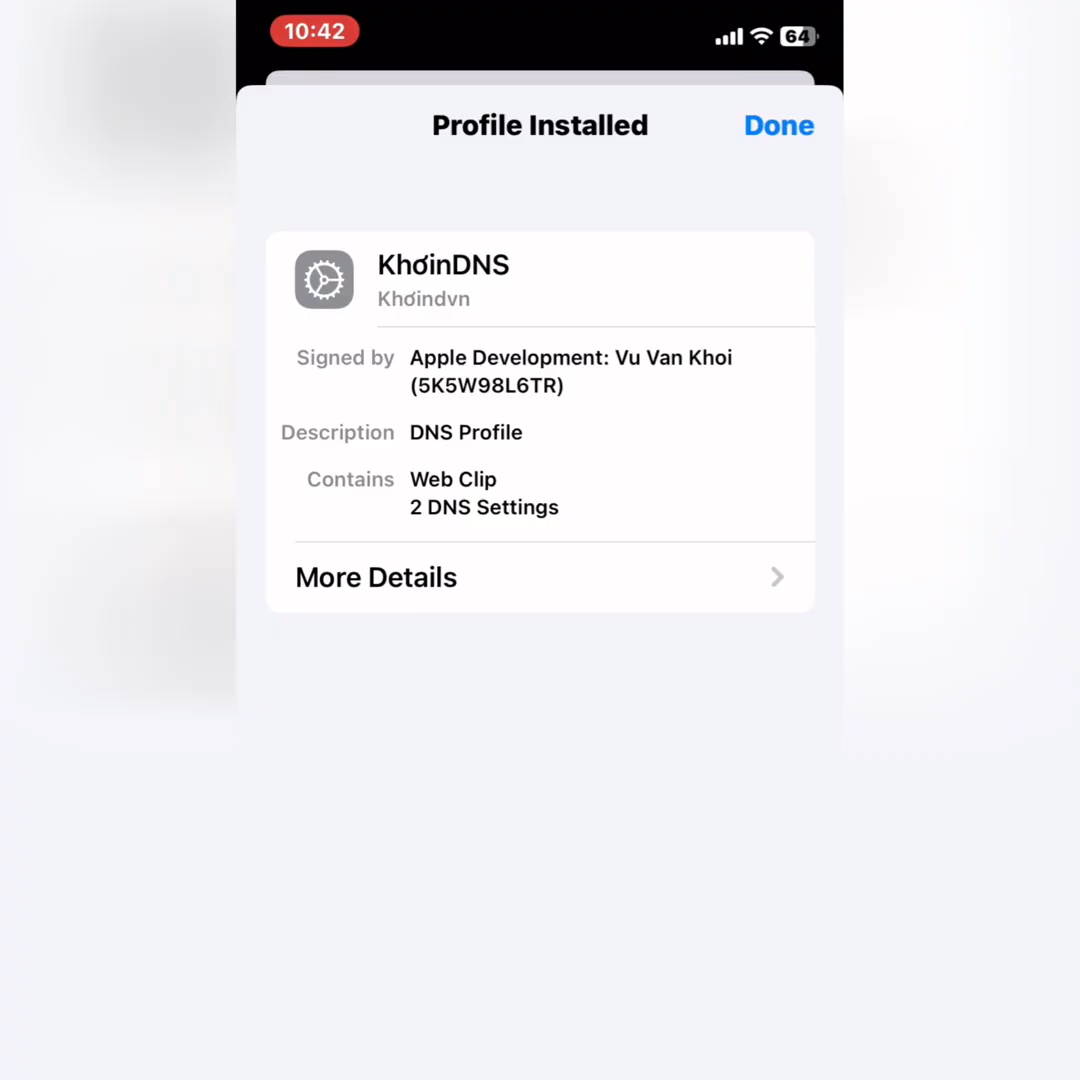 10:42
64
Profile Installed
Done
KhơinDNS
Khơindvn
Signed by Apple Development: Vu Van Khoi
(5K5W98L6TR)
Description DNS Profile
Contains Web Clip
2 DNS Settings
More Details